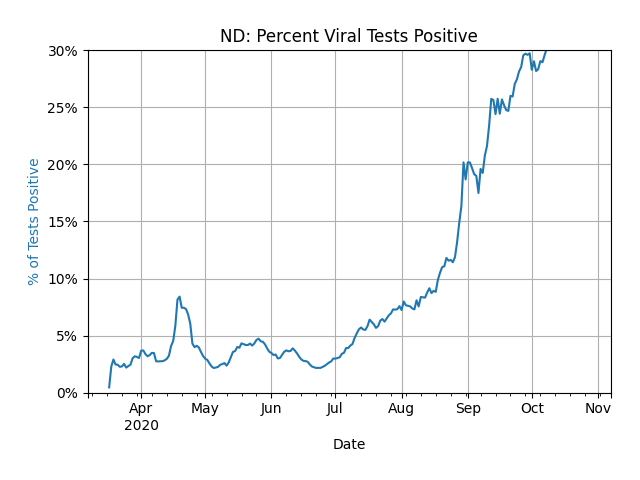 ND: Percent Viral Tests Positive
30%
25%
20%
15%
10%
5%
0%
% of Tests Positive
Apr May Jun Jul Aug Sep Oct Nov
2020
Date